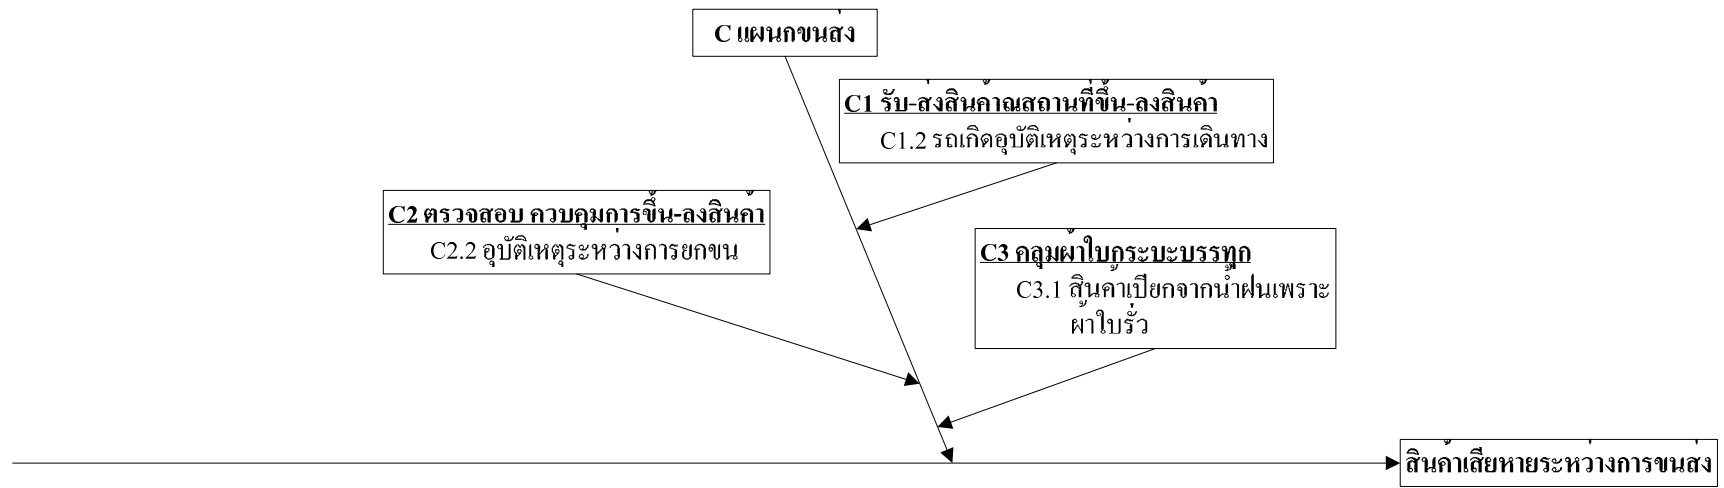 C แผนกขนส่ง
C1 รับ-ส่งสินค้าณสถานที่ขึ้น-ลงสินค้า
C1.2 รถเกิดอุบัติเหตุระหว่างการเดินทาง
C2 ตรวจสอบ ควบคุมการขึ้น-ลงสินค้า
C2.2 อุบัติเหตุระหว่างการยกขน
C3 คลุมผ้าใบกระบะบรรทุก
C3.1 สินค้าเปียกจากน้ำฝนเพราะ
ผ้าใบรั่ว
สินค้าเสียหายระหว่างการขนส่ง